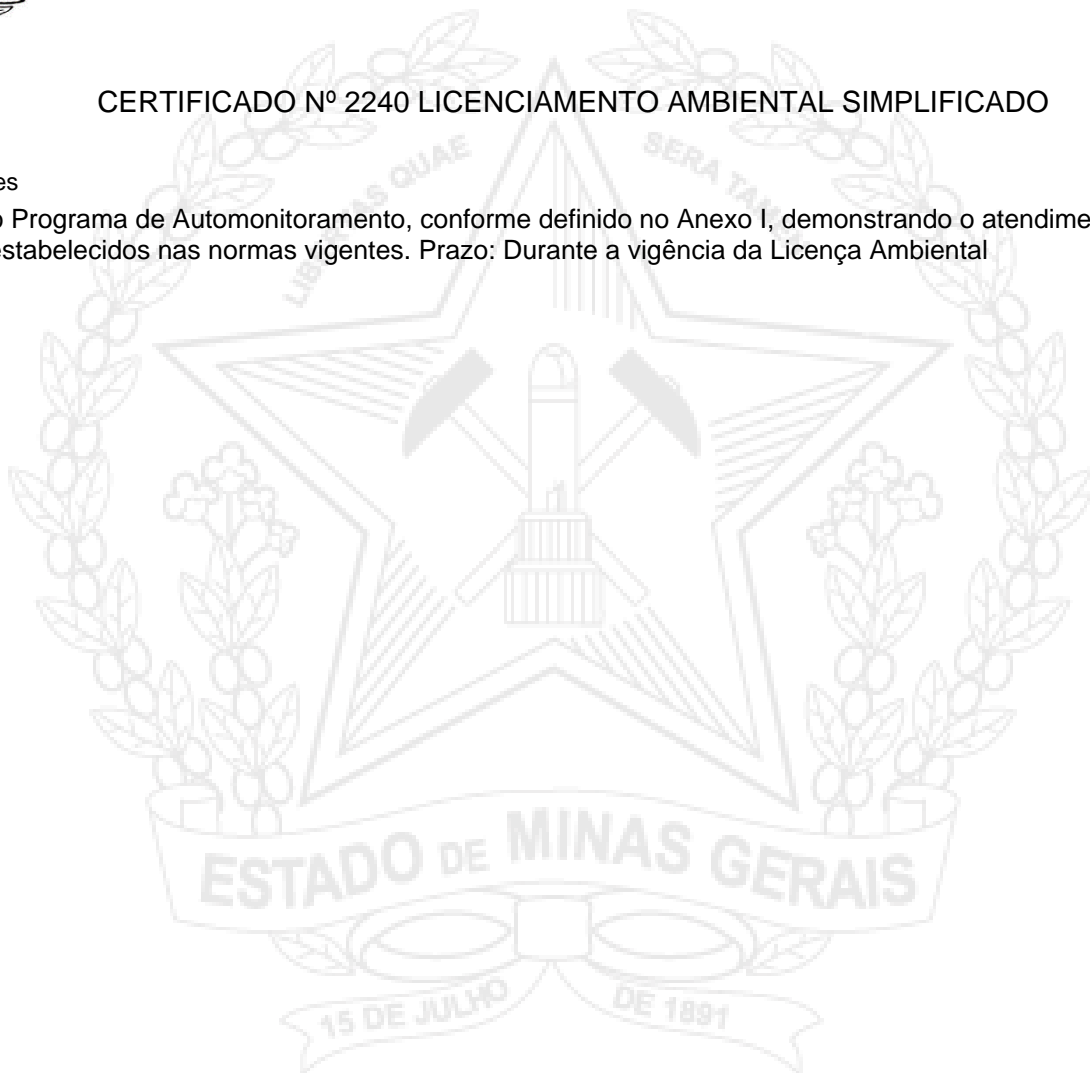 CERTIFICADO Nº 2240 LICENCIAMENTO AMBIENTAL SIMPLIFICADO
es
o Programa de Automonitoramento, conforme definido no Anexo I, demonstrando o atendime
estabelecidos nas normas vigentes. Prazo: Durante a vigência da Licença Ambiental
QUAE SERA TAMEN
ESTADO DE MINAS GERAIS
15 DE JULHO DE 1891